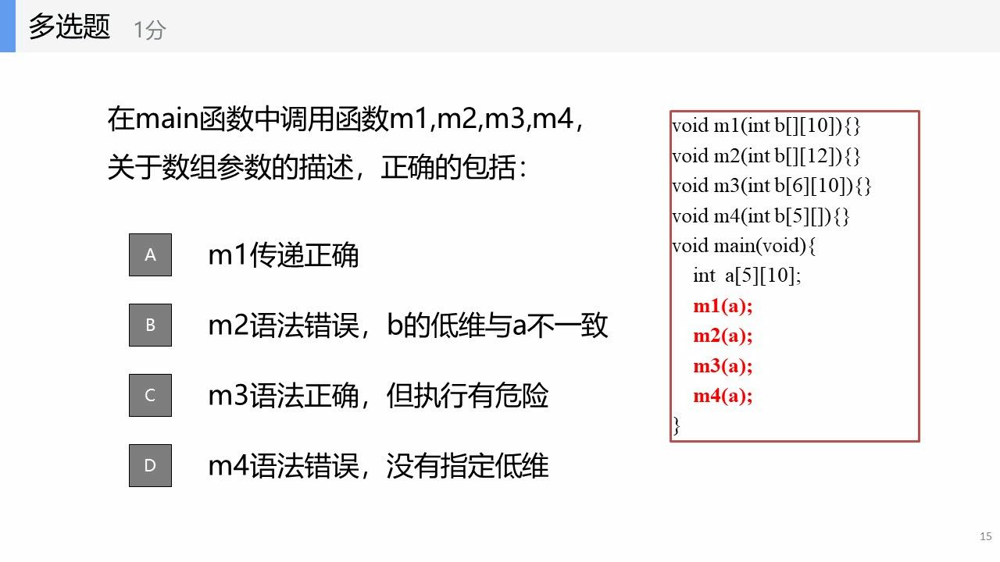 多选题 1分
在main函数中调用函数m1,m2,m3,m4，
关于数组参数的描述，正确的包括：
A m1传递正确
B m2语法错误，b的低维与a不一致
C m3语法正确，但执行有危险
D m4语法错误，没有指定低维
void m1(int b[][10]){}
void m2(int b[][12]){}
void m3(int b[6][10]){}
void m4(int b[5][]){}
void main(void){
int a[5][10];
m1(a);
m2(a);
m3(a);
m4(a);
}
15